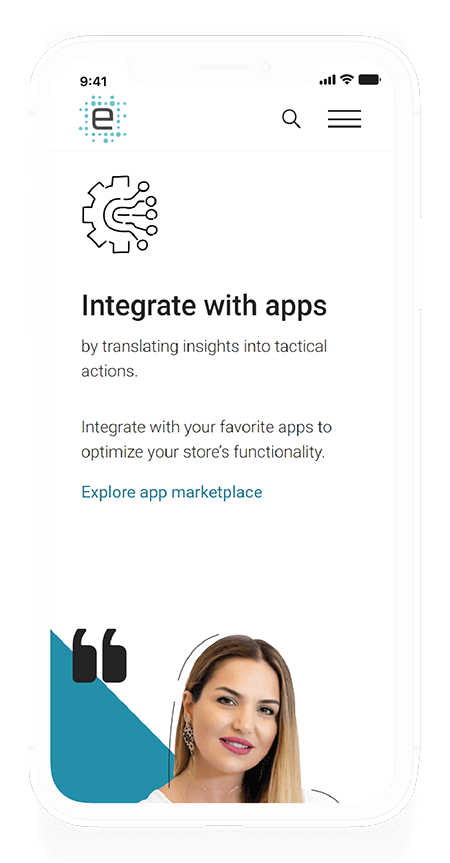 9:41
e
Integrate with apps
by translating insights into tactical
actions.
Integrate with your favorite apps to
optimize your store’s functionality.
Explore app marketplace
“